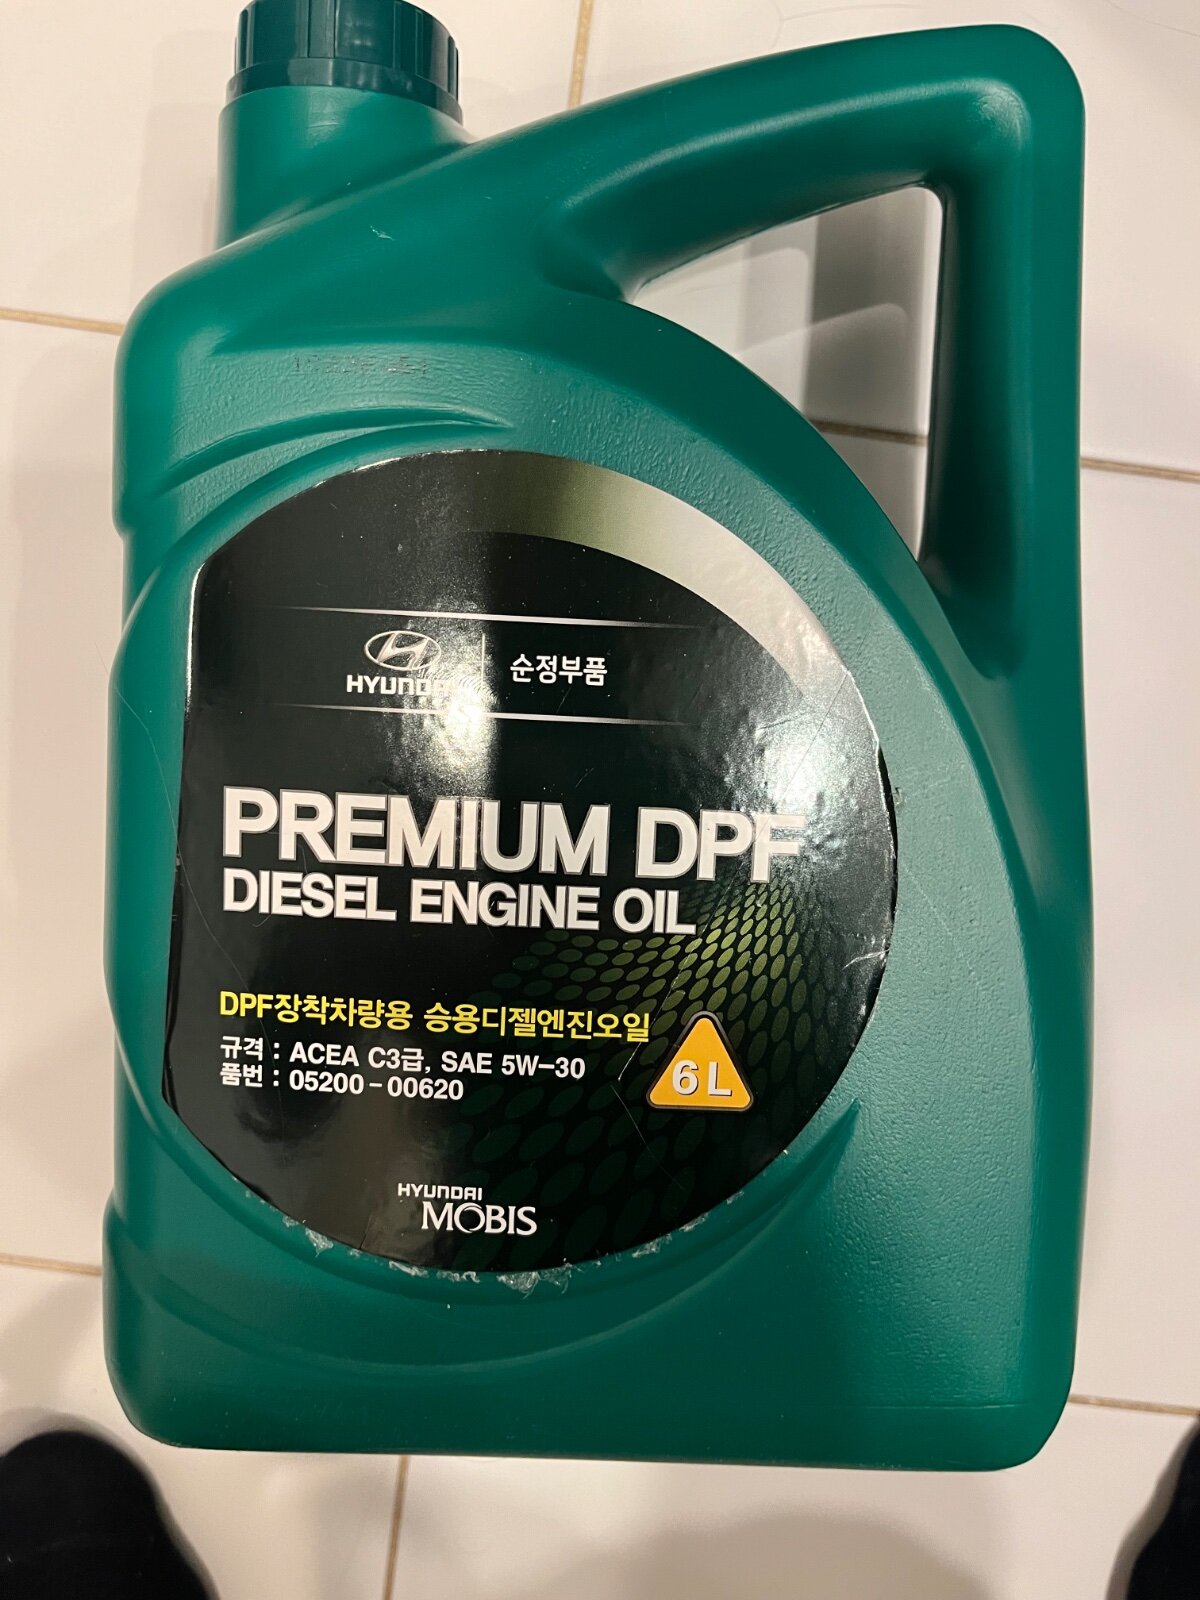 HYUNDAI
순정부품
PREMIUM DPF
DIESEL ENGINE OIL
DPF장착차량용 승용디젤엔진오일
규격 : ACEA C3급, SAE 5W-30
품번 : 05200-00620
6 L
HYUNDAI
MOBIS